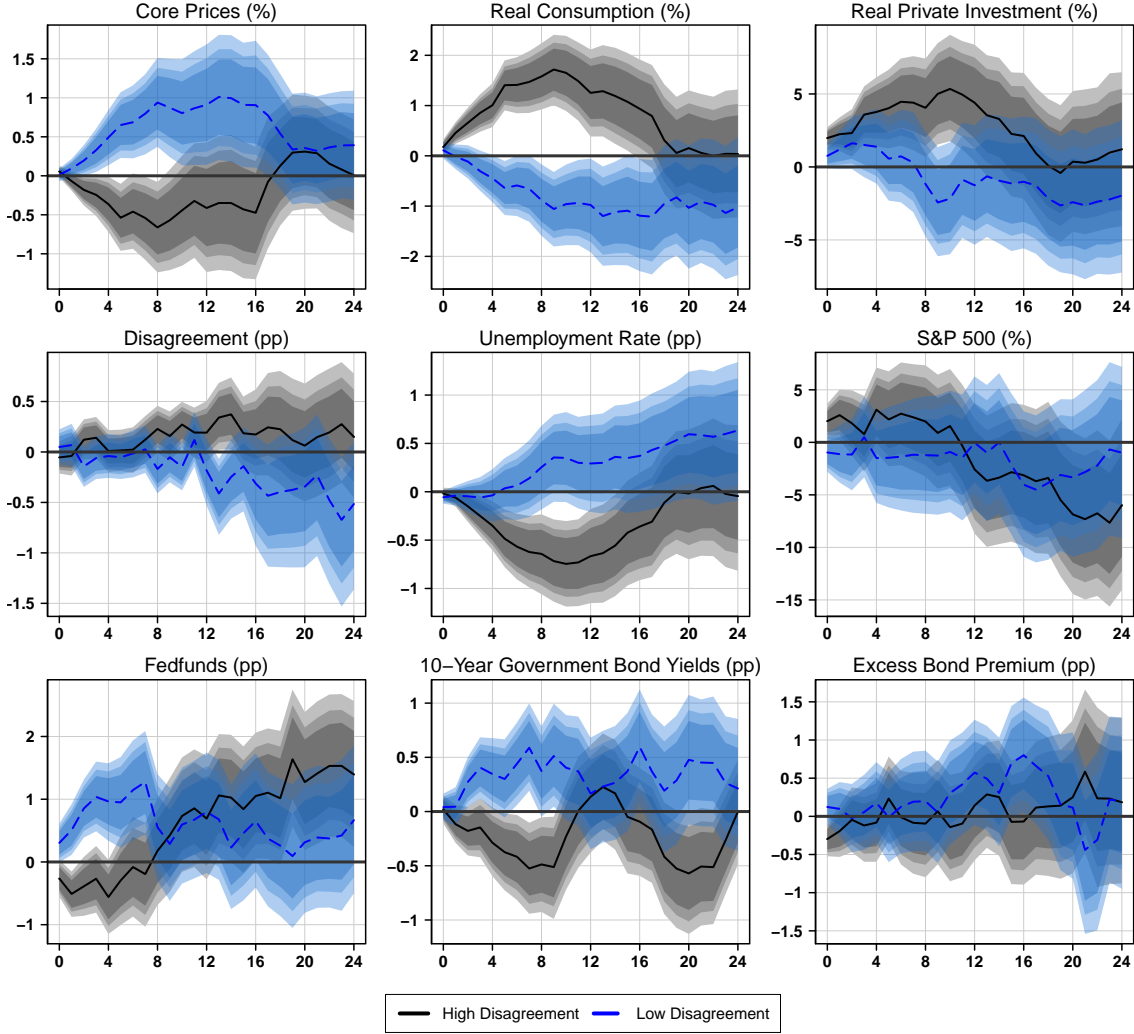 Core Prices (%)
Real Consumption (%)
Real Private Investment (%)
1.5
1
0.5
0
−0.5
−1
0 4 8 12 16 20 24
2
1
0
−1
−2
0 4 8 12 16 20 24
5
0
−5
0 4 8 12 16 20 24
Disagreement (pp)
Unemployment Rate (pp)
S&P 500 (%)
0.5
0
−0.5
−1
−1.5
0 4 8 12 16 20 24
1
0.5
0
−0.5
−1
0 4 8 12 16 20 24
5
0
−5
−10
−15
0 4 8 12 16 20 24
Fedfunds (pp)
10−Year Government Bond Yields (pp)
Excess Bond Premium (pp)
2
1
0
−1
0 4 8 12 16 20 24
1
0.5
0
−0.5
−1
0 4 8 12 16 20 24
1.5
1
0.5
0
−0.5
−1
−1.5
0 4 8 12 16 20 24
High Disagreement
Low Disagreement